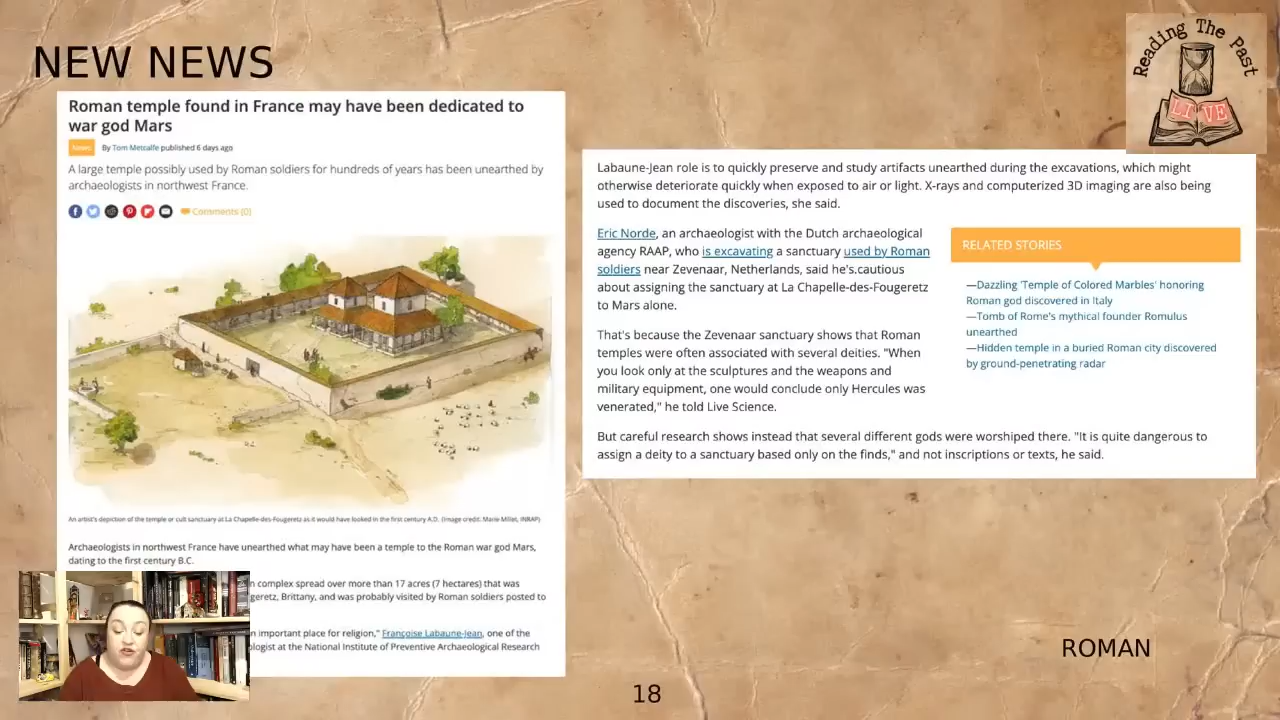 NEW NEWS
Reading The Past
LIVE
Roman temple found in France may have been dedicated to
war god Mars
News
By Tom Metcalfe published 6 days ago
A large temple possibly used by Roman soldiers for hundreds of years has been unearthed by
archaeologists in northwest France.
Comments (0)
An artist's depiction of the temple or cult sanctuary at La Chapelle-des-Fougeretz as it would have looked in the first century A.D. (Image credit: Marie Millet, INRAP)
Archaeologists in northwest France have unearthed what may have been a temple to the Roman war god Mars,
dating to the first century B.C.
complex spread over more than 17 acres (7 hectares) that was
geretz, Brittany, and was probably visited by Roman soldiers posted to
n important place for religion," Françoise Labaune-Jean, one of the
ologist at the National Institute of Preventive Archaeological Research
Labaune-Jean role is to quickly preserve and study artifacts unearthed during the excavations, which might
otherwise deteriorate quickly when exposed to air or light. X-rays and computerized 3D imaging are also being
used to document the discoveries, she said.
Eric Norde, an archaeologist with the Dutch archaeological
agency RAAP, who is excavating a sanctuary used by Roman
soldiers near Zevenaar, Netherlands, said he's.cautious
about assigning the sanctuary at La Chapelle-des-Fougeretz
to Mars alone.
That's because the Zevenaar sanctuary shows that Roman
temples were often associated with several deities. "When
you look only at the sculptures and the weapons and
military equipment, one would conclude only Hercules was
venerated," he told Live Science.
But careful research shows instead that several different gods were worshiped there. "It is quite dangerous to
assign a deity to a sanctuary based only on the finds," and not inscriptions or texts, he said.
RELATED STORIES
—Dazzling 'Temple of Colored Marbles' honoring
Roman god discovered in Italy
—Tomb of Rome's mythical founder Romulus
unearthed
—Hidden temple in a buried Roman city discovered
by ground-penetrating radar
ROMAN
18